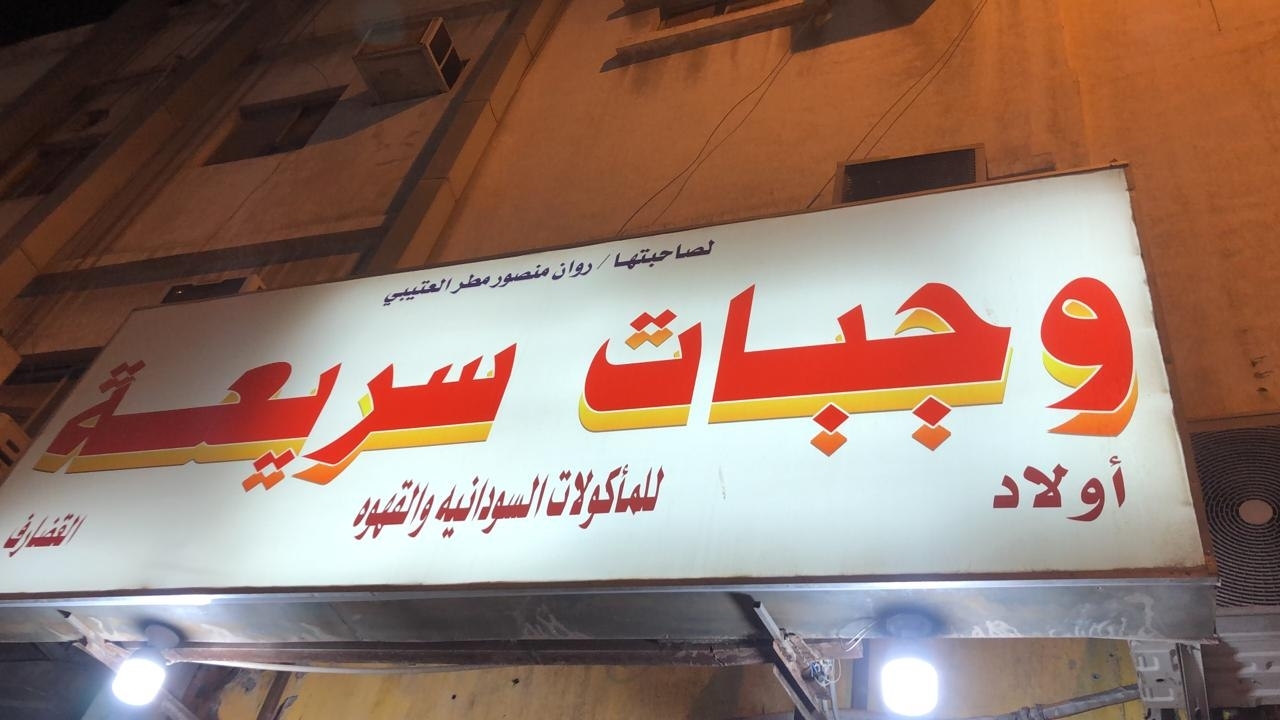 لصاحبتها / روان منصور مطر العتيبي
وجبات سريعة
أولاد
للمأكولات السودانيه والقهوه
القضارف